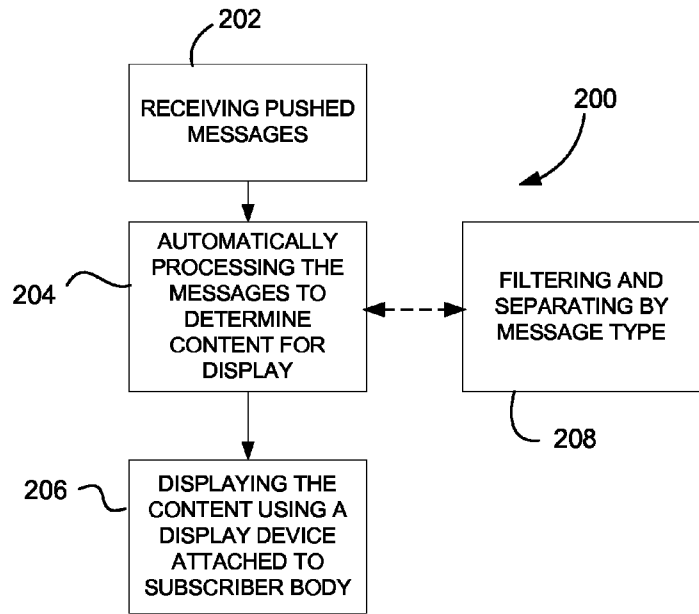 202
RECEIVING PUSHED
MESSAGES
200
204
AUTOMATICALLY
PROCESSING THE
MESSAGES TO
DETERMINE
CONTENT FOR
DISPLAY
FILTERING AND
SEPARATING BY
MESSAGE TYPE
208
206
DISPLAYING THE
CONTENT USING A
DISPLAY DEVICE
ATTACHED TO
SUBSCRIBER BODY